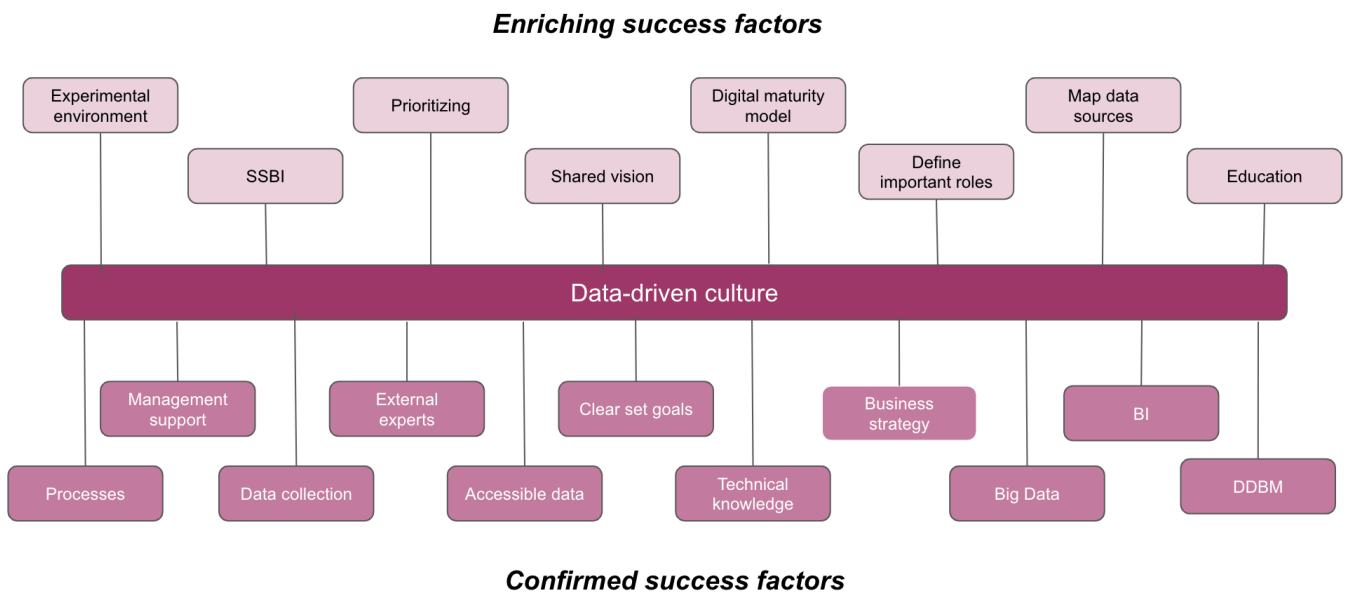 Enriching success factors
Experimental
environment
Prioritizing
Digital maturity
model
Map data
sources
SSBI
Shared vision
Define
important roles
Education
Data-driven culture
Management
support
External
experts
Clear set goals
Business
strategy
BI
Processes
Data collection
Accessible data
Technical
knowledge
Big Data
DDBM
Confirmed success factors